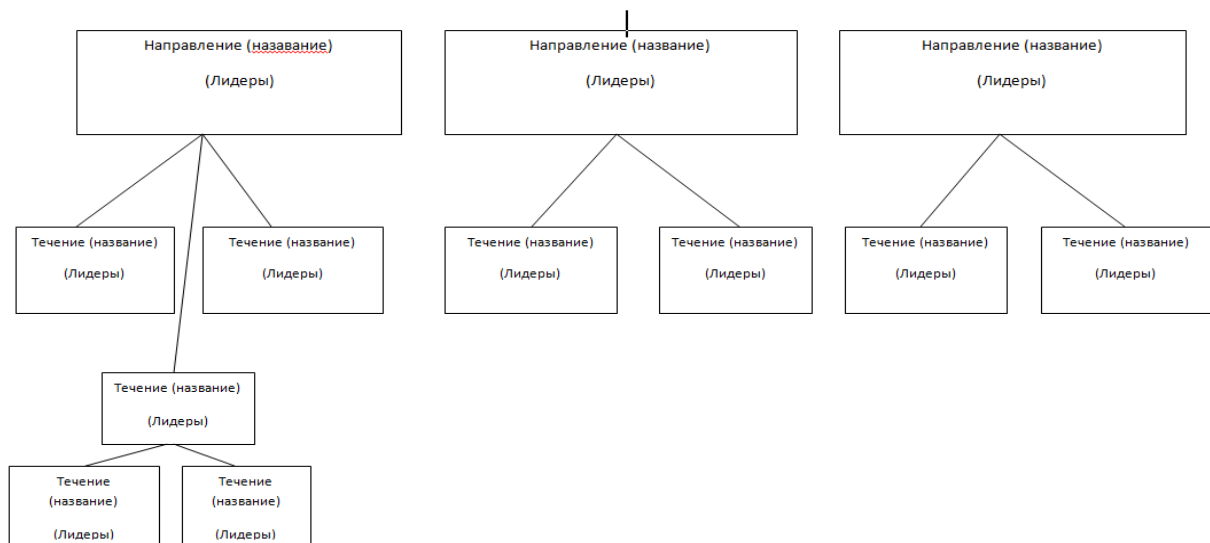 Направление (назавание)
(Лидеры)
Направление (название)
(Лидеры)
Направление (название)
(Лидеры)
Течение (название)
(Лидеры)
Течение (название)
(Лидеры)
Течение (название)
(Лидеры)
Течение (название)
(Лидеры)
Течение (название)
(Лидеры)
Течение (название)
(Лидеры)
Течение (название)
(Лидеры)
Течение
(название)
(Лидеры)
Течение
(название)
(Лидеры)